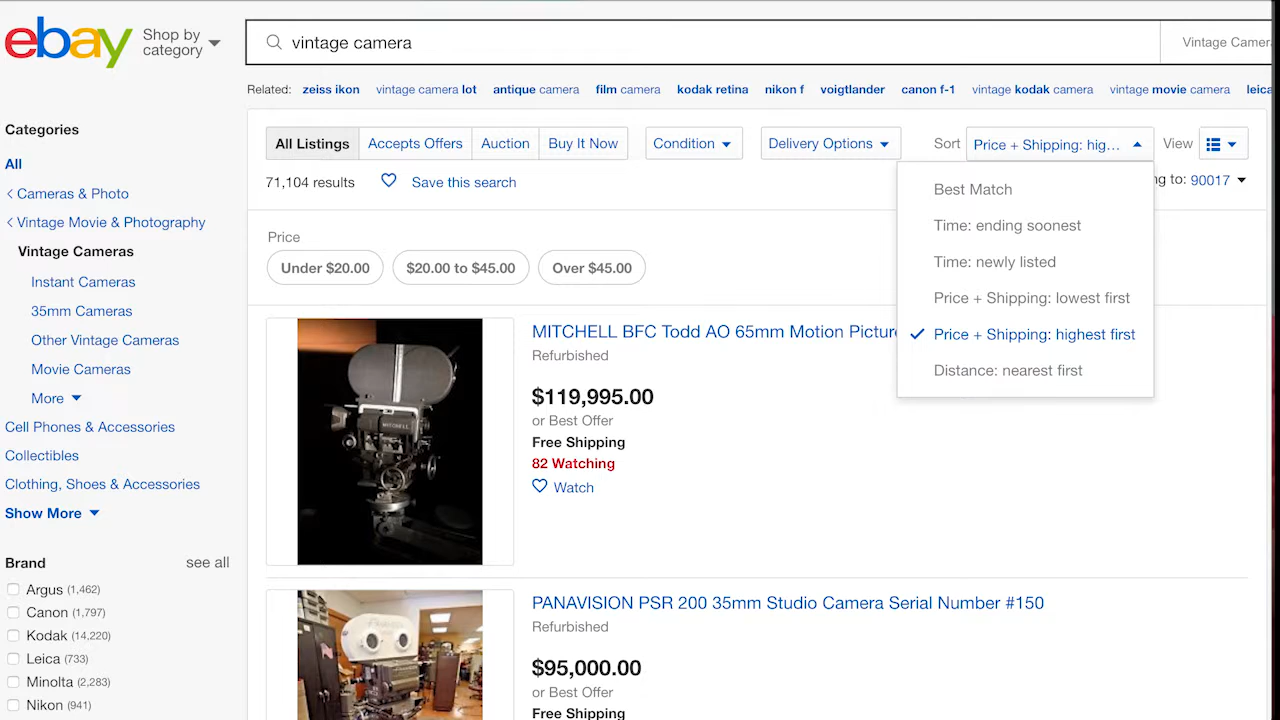 ebay
Shop by
category
vintage camera
Vintage Camer
Related: zeiss ikon vintage camera lot antique camera film camera kodak retina nikon f voigtlander canon f-1 vintage kodak camera vintage movie camera leica
Categories
All
Cameras & Photo
Vintage Movie & Photography
Vintage Cameras
Instant Cameras
35mm Cameras
Other Vintage Cameras
Movie Cameras
More
Cell Phones & Accessories
Collectibles
Clothing, Shoes & Accessories
Show More
Brand see all
Argus (1,462)
Canon (1,797)
Kodak (14,220)
Leica (733)
Minolta (2,283)
Nikon (941)
All Listings Accepts Offers Auction Buy It Now Condition Delivery Options Sort Price + Shipping: hig... View
71,104 results Save this search
ng to: 90017
Best Match
Time: ending soonest
Time: newly listed
Price + Shipping: lowest first
Price + Shipping: highest first
Distance: nearest first
Price
Under $20.00 $20.00 to $45.00 Over $45.00
MITCHELL BFC Todd AO 65mm Motion Picture
Refurbished
$119,995.00
or Best Offer
Free Shipping
82 Watching
Watch
MITCHELL
PANAVISION PSR 200 35mm Studio Camera Serial Number #150
Refurbished
$95,000.00
or Best Offer
Free Shipping